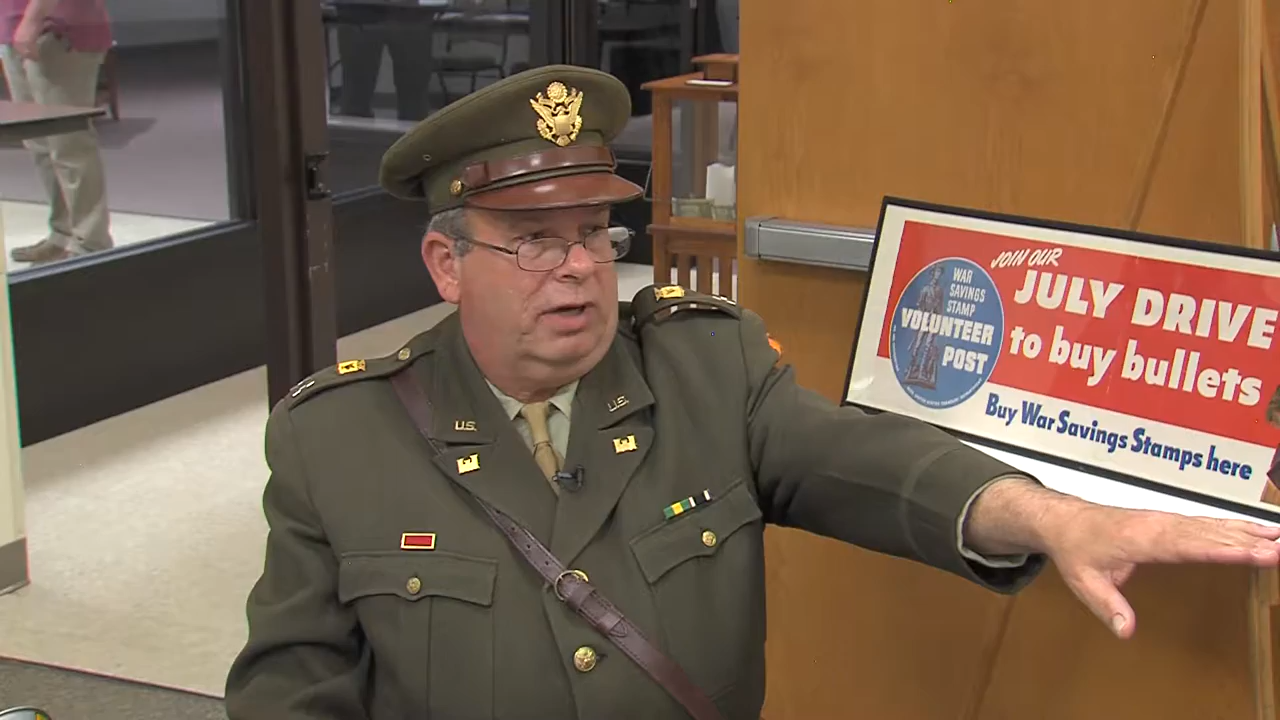 U.S.
U.S.
WAR
SAVINGS
STAMP
VOLUNTEER
POST
JOIN OUR
JULY DRIVE
to buy bullets
Buy War Savings Stamps here